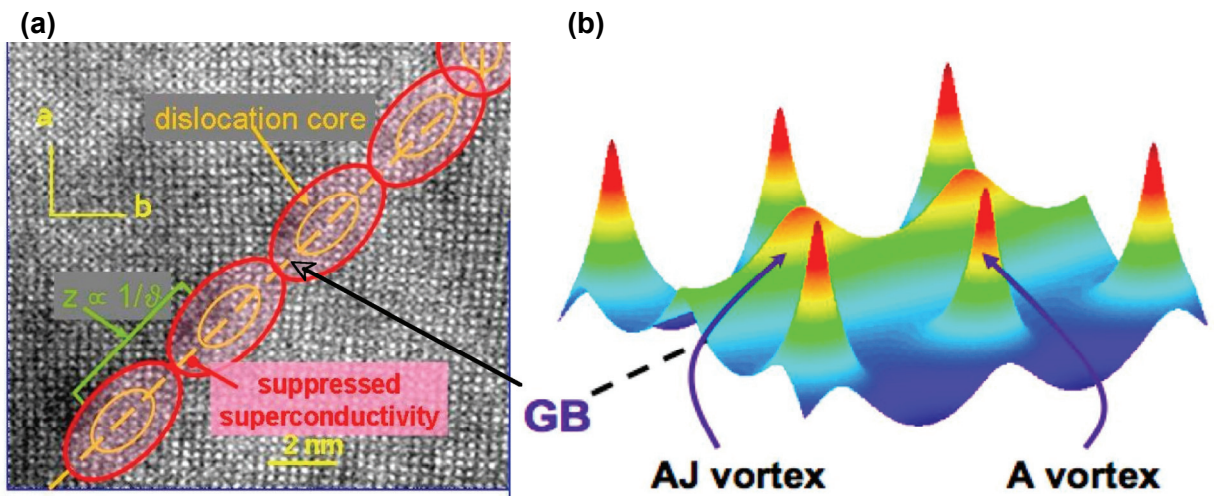 (a)
(b)
dislocation core
a
b
z ∝ 1/ϑ
suppressed
superconductivity
2 nm
GB
AJ vortex
A vortex